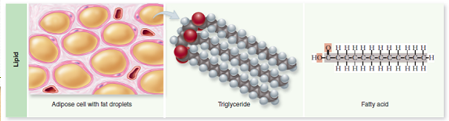 Lipid
Adipose cell with fat droplets
Triglyceride
Fatty acid